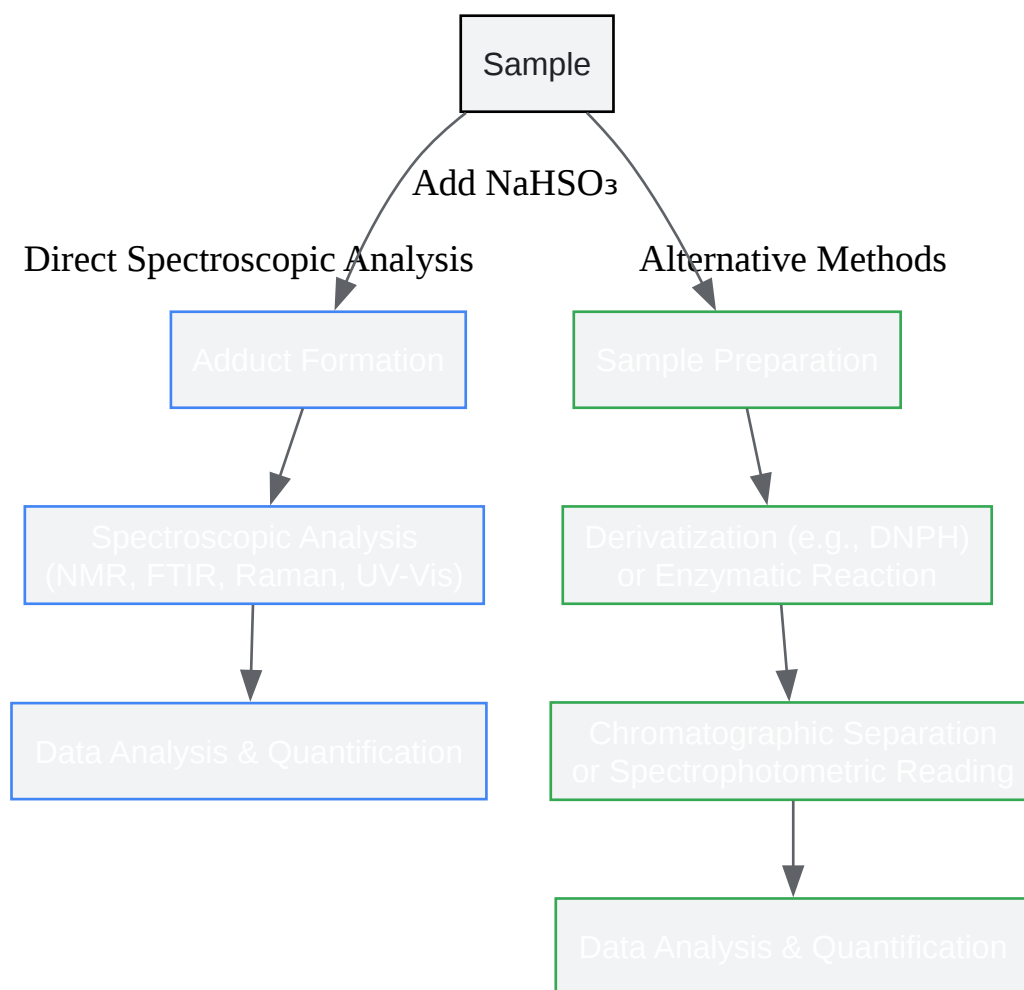 Sample
Add NaHSO₃
Direct Spectroscopic Analysis
Alternative Methods
Adduct Formation
Sample Preparation
Spectroscopic Analysis
(NMR, FTIR, Raman, UV-Vis)
Derivatization (e.g., DNPH)
or Enzymatic Reaction
Data Analysis & Quantification
Chromatographic Separation
or Spectrophotometric Reading
Data Analysis & Quantification